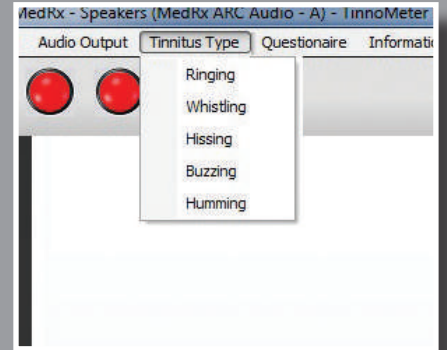 MedRx - Speakers (MedRx ARC Audio - A) - TinnoMeter
Audio Output Tinnitus Type Questionaire
Ringing
Whistling
Hissing
Buzzing
Humming